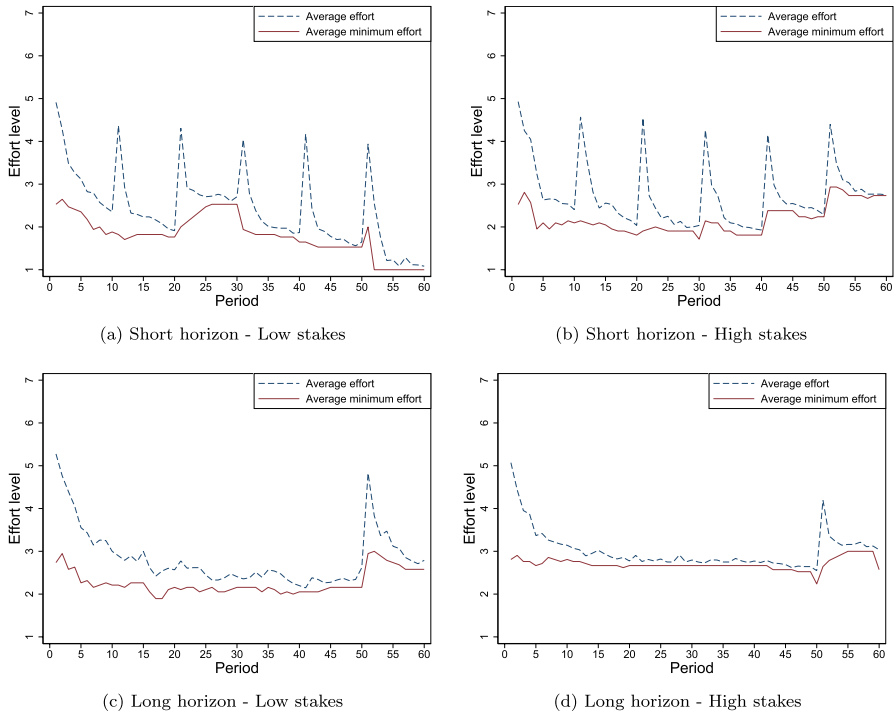 Average effort
Average minimum effort
Effort level
1 2 3 4 5 6 7
0 5 10 15 20 25 30 35 40 45 50 55 60
Period
(a) Short horizon - Low stakes
Average effort
Average minimum effort
Effort level
1 2 3 4 5 6 7
0 5 10 15 20 25 30 35 40 45 50 55 60
Period
(b) Short horizon - High stakes
Average effort
Average minimum effort
Effort level
1 2 3 4 5 6 7
0 5 10 15 20 25 30 35 40 45 50 55 60
Period
(c) Long horizon - Low stakes
Average effort
Average minimum effort
Effort level
1 2 3 4 5 6 7
0 5 10 15 20 25 30 35 40 45 50 55 60
Period
(d) Long horizon - High stakes